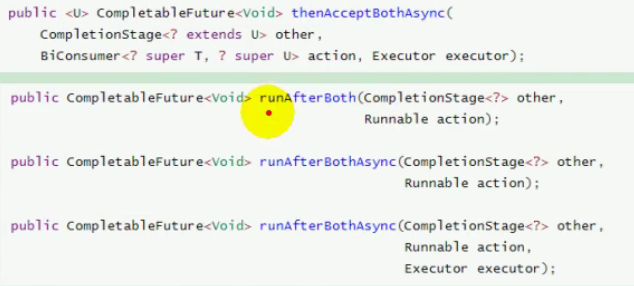 public <U> CompletableFuture<Void> thenAcceptBothAsync(
CompletionStage<? extends U> other,
BiConsumer<? super T, ? super U> action, Executor executor);
public CompletableFuture<Void> runAfterBoth(CompletionStage<?> other,
Runnable action);
public CompletableFuture<Void> runAfterBothAsync(CompletionStage<?> other,
Runnable action);
public CompletableFuture<Void> runAfterBothAsync(CompletionStage<?> other,
Runnable action,
Executor executor);